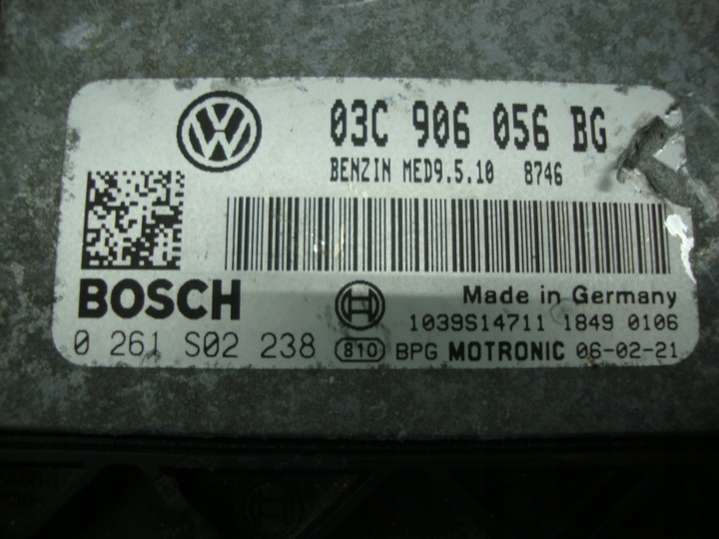 03C 906 056 BG
BENZIN MED9.5.10 8746
BOSCH
Made in Germany
1039S14711 1849 0106
0 261 S02 238 810 BPG MOTRONIC 06-02-21